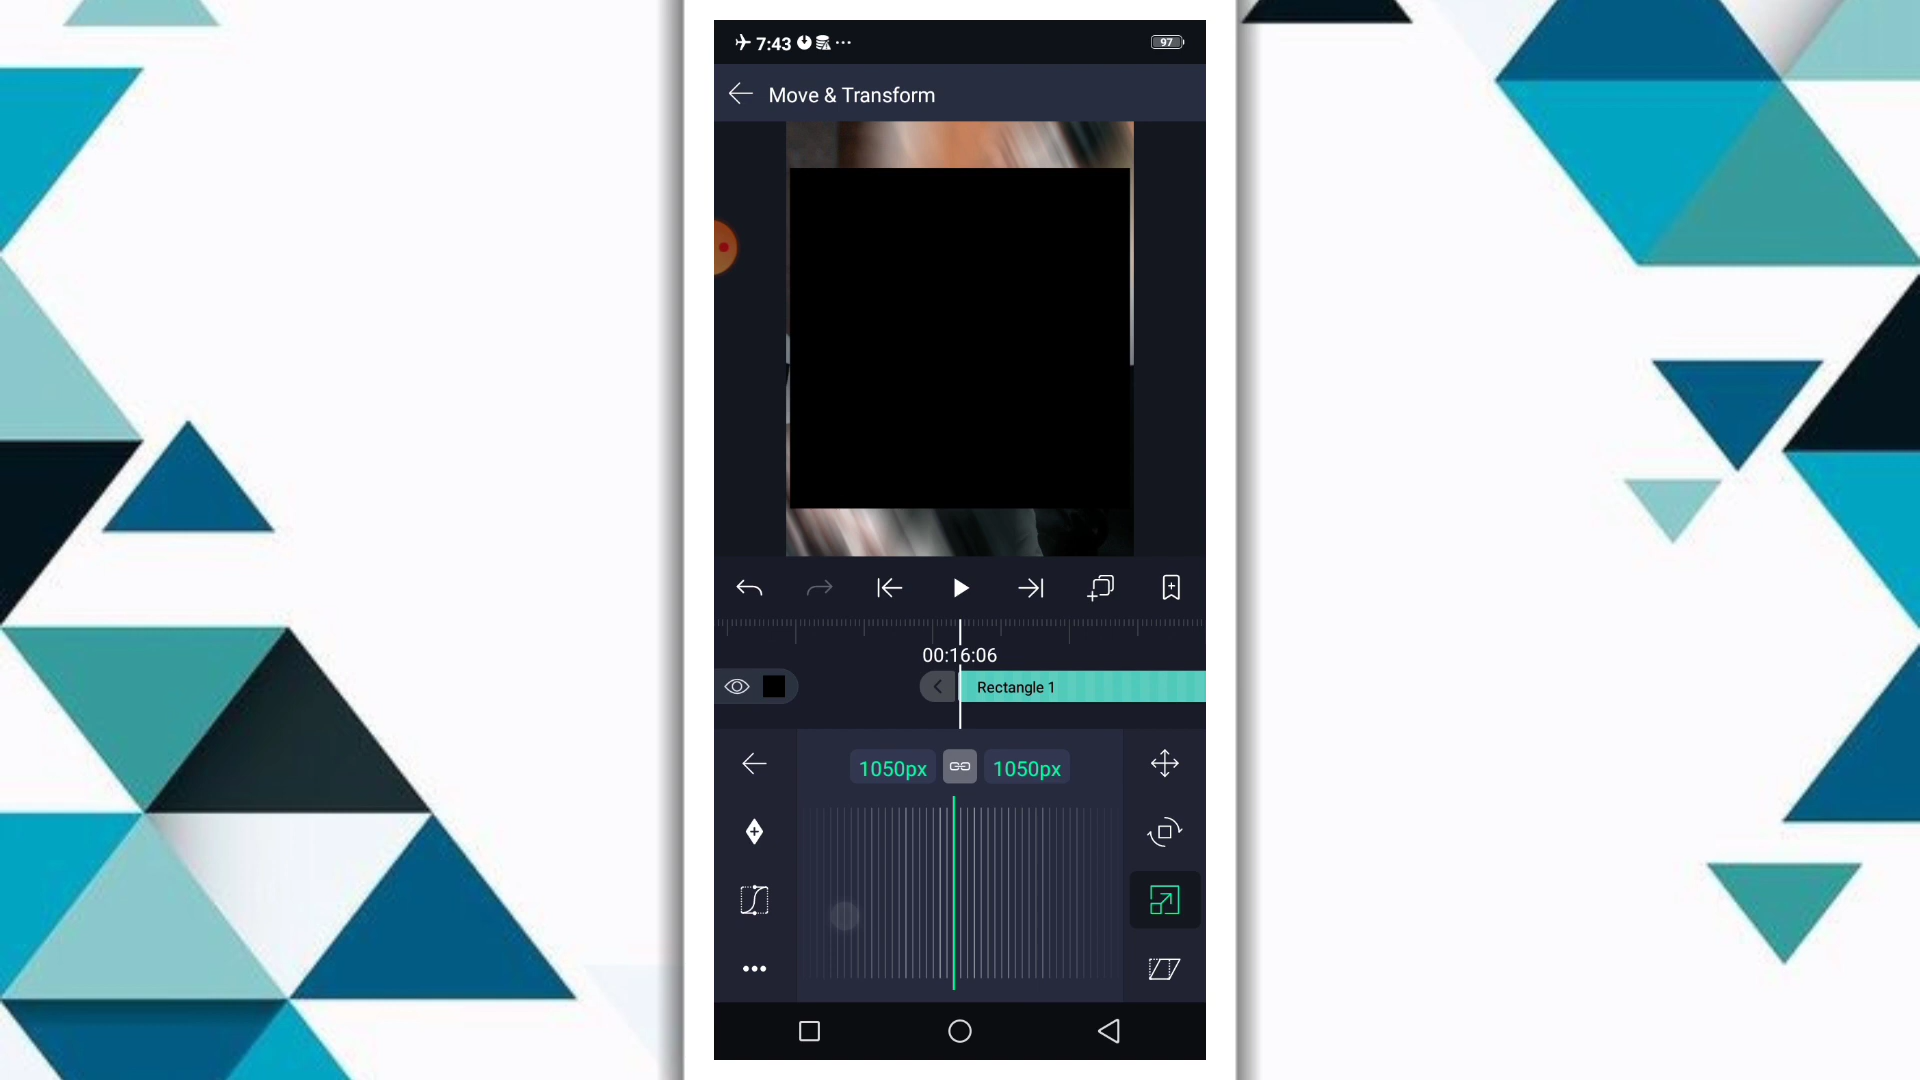 7:43
97
Move & Transform
00:16:06
Rectangle 1
1050px 1050px